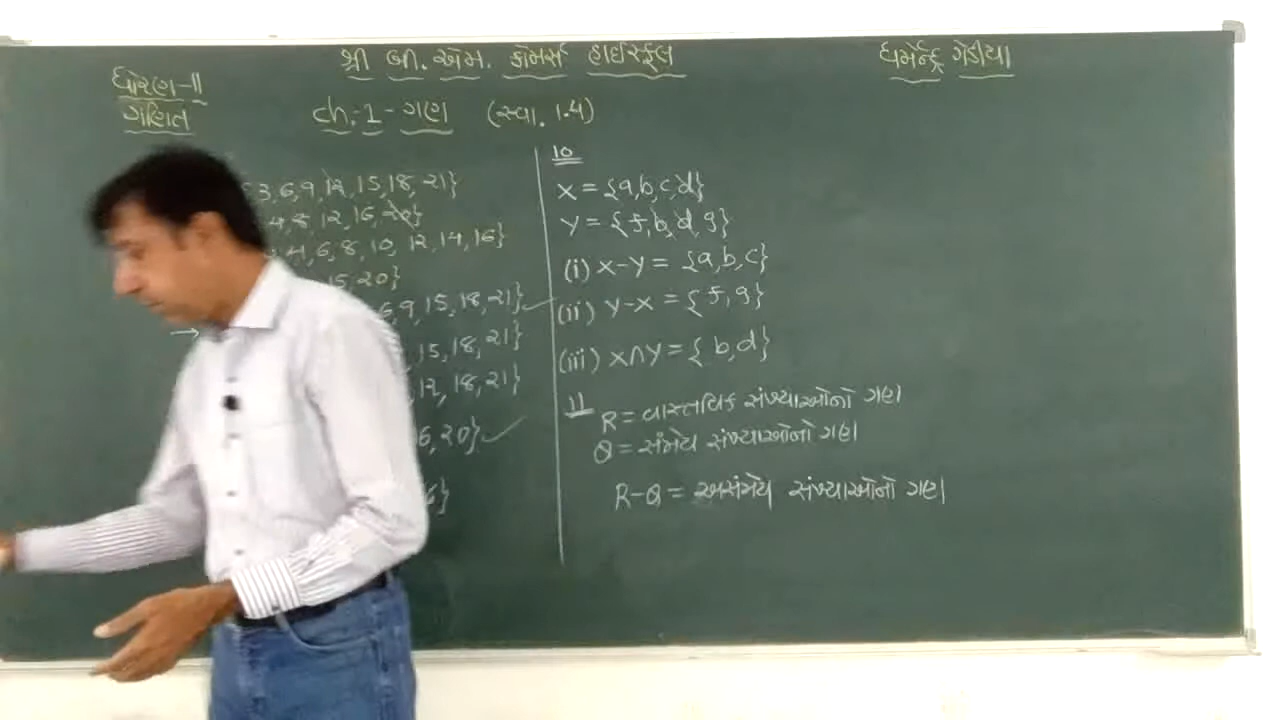 શ્રી બી. એમ. કોમર્સ હાઇસ્કૂલ
ધર્મેન્દ્ર ગેડીયા
ધોરણ-11
ગણિત
ch:-1-ગણ (સ્વા. 1.4)
3,6,9,12,15,18,21}
4,8,12,16,20}
4,6,8,10,12,14,16}
15,20}
6,9,15,18,21}
→ ,15,18,21}
,12,18,21}
16,20}
10
X = {a,b,c,d}
Y = {f,b,d,g}
(i) X-Y = {a,b,c}
(ii) Y-X = {f,g}
(iii) X∩Y = {b,d}
11
R = વાસ્તવિક સંખ્યાઓનો ગણ
Q = સંમેય સંખ્યાઓનો ગણ
R-Q = અસંમેય સંખ્યાઓનો ગણ